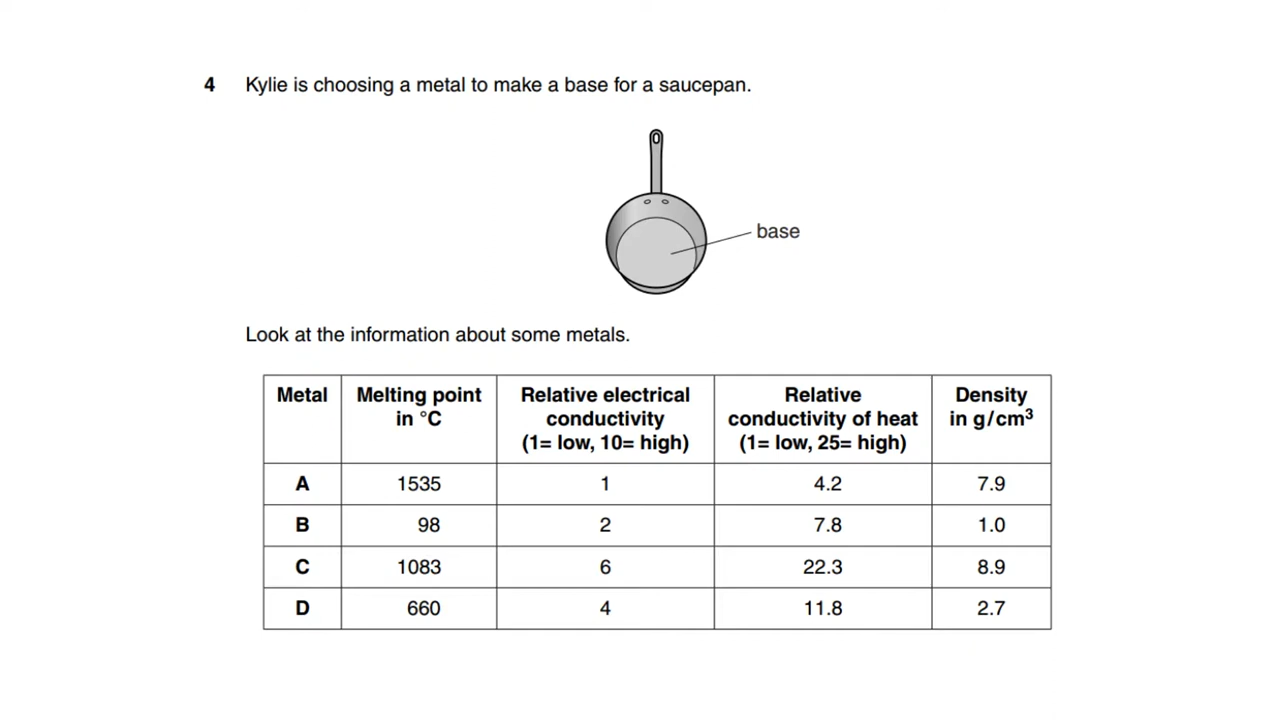 4 Kylie is choosing a metal to make a base for a saucepan.
base
Look at the information about some metals.
Metal Melting point in °C Relative electrical conductivity (1= low, 10= high) Relative conductivity of heat (1= low, 25= high) Density in g/cm³
A 1535 1 4.2 7.9
B 98 2 7.8 1.0
C 1083 6 22.3 8.9
D 660 4 11.8 2.7